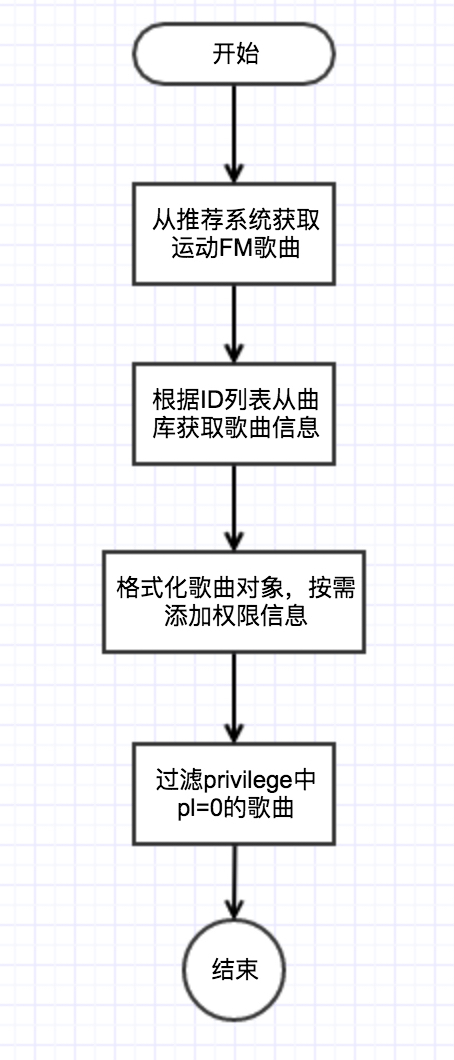 开始
从推荐系统获取
运动FM歌曲
根据ID列表从曲
库获取歌曲信息
格式化歌曲对象，按需
添加权限信息
过滤privilege中
pl=0的歌曲
结束